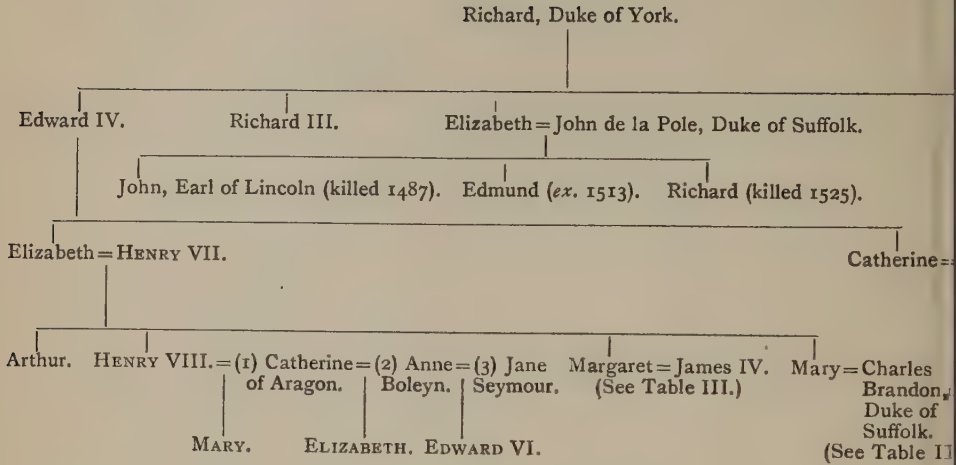 Richard, Duke of York.
Edward IV. Richard III. Elizabeth=John de la Pole, Duke of Suffolk.
John, Earl of Lincoln (killed 1487). Edmund (ex. 1513). Richard (killed 1525).
Elizabeth=HENRY VII. Catherine=
Arthur. HENRY VIII.=(1) Catherine=(2) Anne=(3) Jane Margaret=James IV. Mary=Charles
of Aragon. Boleyn. Seymour. (See Table III.) Brandon,
Duke of
Suffolk.
MARY. ELIZABETH. EDWARD VI. (See Table